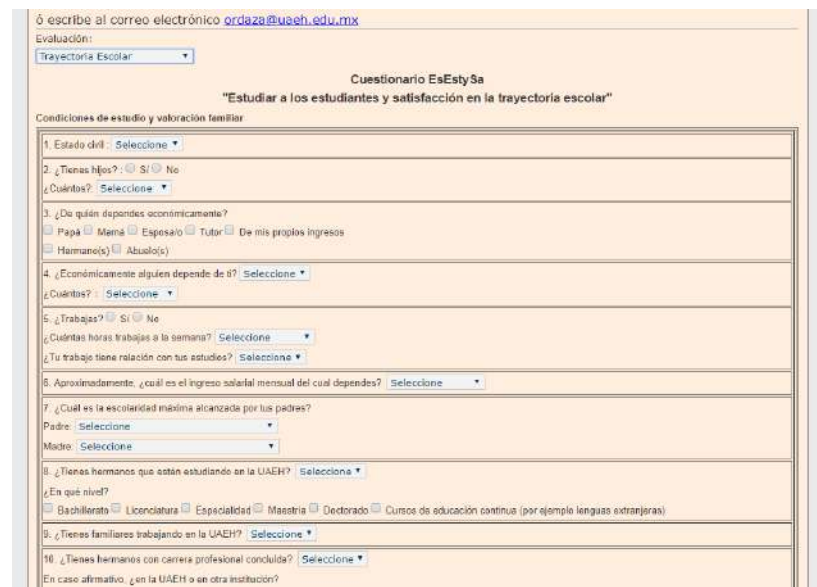 ó escribe al correo electrónico ordaza@uaeh.edu.mx
Evaluación:
Trayectoria Escolar
Cuestionario EsEstySa
"Estudiar a los estudiantes y satisfacción en la trayectoria escolar"
Condiciones de estudio y valoración familiar
1. Estado civil : Seleccione
2. ¿Tienes hijos? : Sí No
¿Cuántos?: Seleccione
3. ¿De quién dependes económicamente?
Papá Mamá Esposa/o Tutor De mis propios ingresos
Hermano(s) Abuelo(s)
4. ¿Económicamente alguien depende de ti? Seleccione
¿Cuántos? : Seleccione
5. ¿Trabajas? Sí No
¿Cuántas horas trabajas a la semana? Seleccione
¿Tu trabajo tiene relación con tus estudios? Seleccione
6. Aproximadamente, ¿cuál es el ingreso salarial mensual del cual dependes? Seleccione
7. ¿Cuál es la escolaridad máxima alcanzada por tus padres?
Padre: Seleccione
Madre: Seleccione
8. ¿Tienes hermanos que están estudiando en la UAEH? Seleccione
¿En qué nivel?
Bachillerato Licenciatura Especialidad Maestría Doctorado Cursos de educación continua (por ejemplo lenguas extranjeras)
9. ¿Tienes familiares trabajando en la UAEH? Seleccione
10. ¿Tienes hermanos con carrera profesional concluida? Seleccione
En caso afirmativo, ¿en la UAEH o en otra institución?